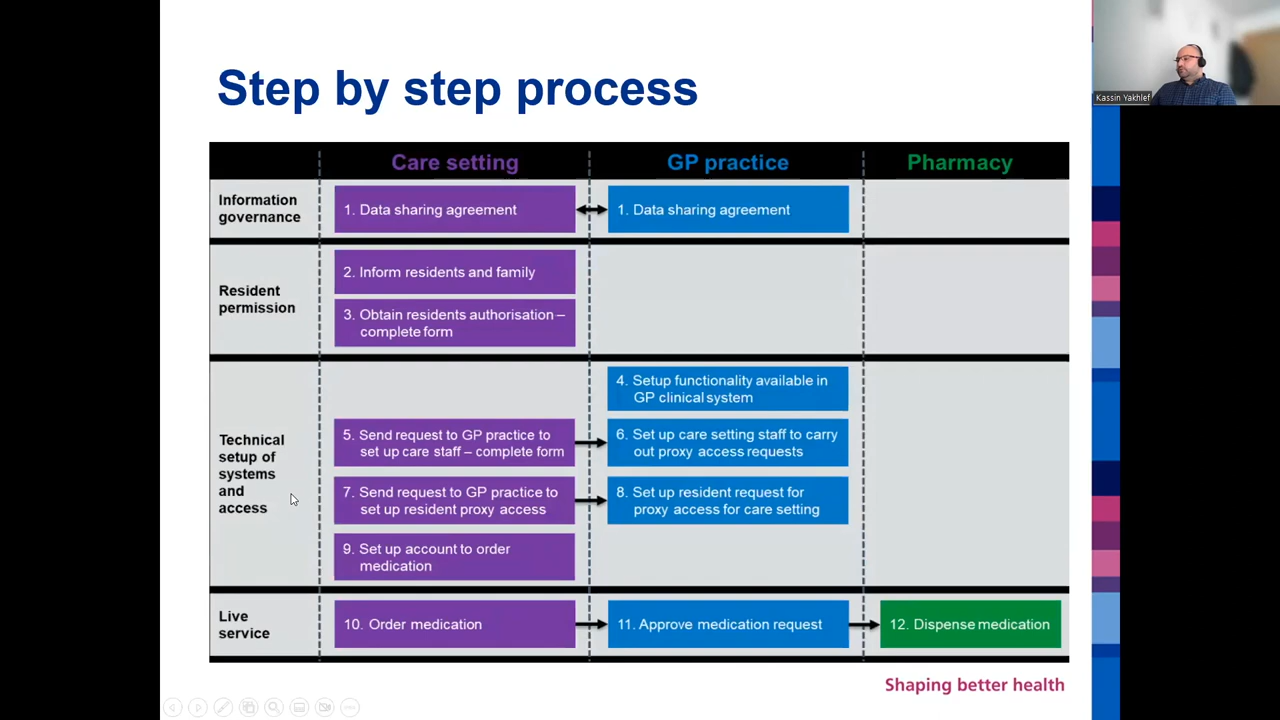 Step by step process
Kassin Yakhlef
Care setting
GP practice
Pharmacy
Information
governance
1. Data sharing agreement
1. Data sharing agreement
Resident
permission
2. Inform residents and family
3. Obtain residents authorisation –
complete form
Technical
setup of
systems
and
access
4. Setup functionality available in
GP clinical system
5. Send request to GP practice to
set up care staff – complete form
6. Set up care setting staff to carry
out proxy access requests
7. Send request to GP practice to
set up resident proxy access
8. Set up resident request for
proxy access for care setting
9. Set up account to order
medication
Live
service
10. Order medication
11. Approve medication request
12. Dispense medication
Shaping better health